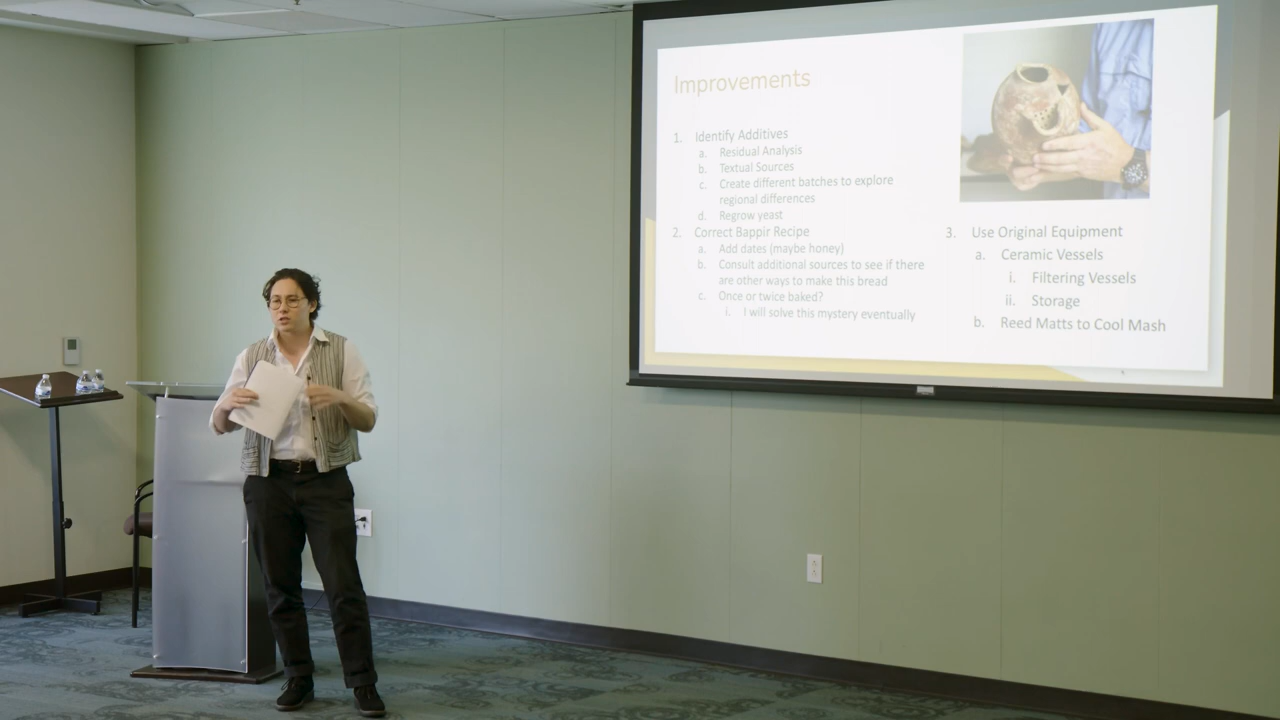 Improvements
1. Identify Additives
a. Residual Analysis
b. Textual Sources
c. Create different batches to explore
regional differences
d. Regrow yeast
2. Correct Bappir Recipe
a. Add dates (maybe honey)
b. Consult additional sources to see if there
are other ways to make this bread
c. Once or twice baked?
i. I will solve this mystery eventually
3. Use Original Equipment
a. Ceramic Vessels
i. Filtering Vessels
ii. Storage
b. Reed Matts to Cool Mash